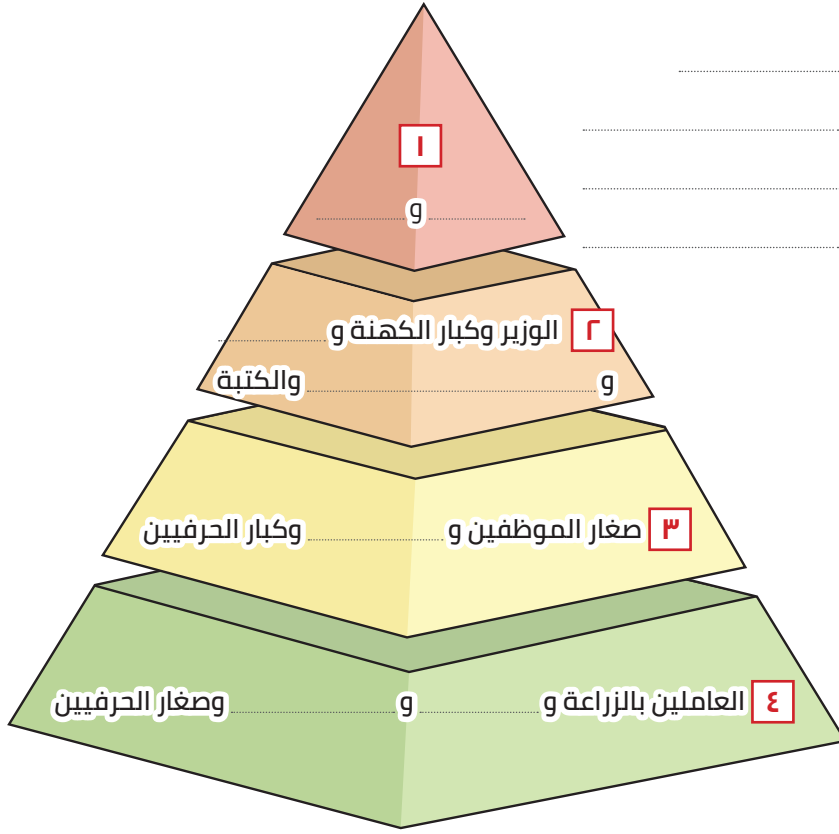 ١
و
٢ الوزير وكبار الكهنة و
و والكتبة
٣ صغار الموظفين و وكبار الحرفيين
٤ العاملين بالزراعة و و وصغار الحرفيين